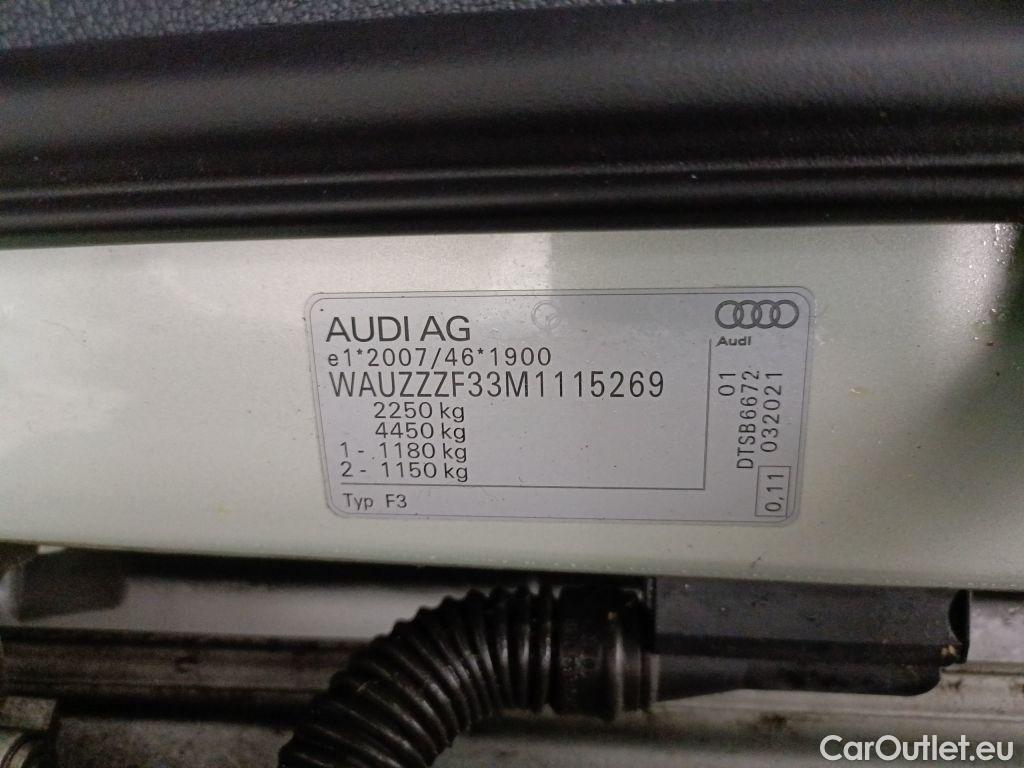 AUDI AG
e1*2007/46*1900
WAUZZZF33M1115269
2250 kg
4450 kg
1 - 1180 kg
2 - 1150 kg
Typ F3
Audi
01
DTSB6672
032021
0,11
CarOutlet.eu